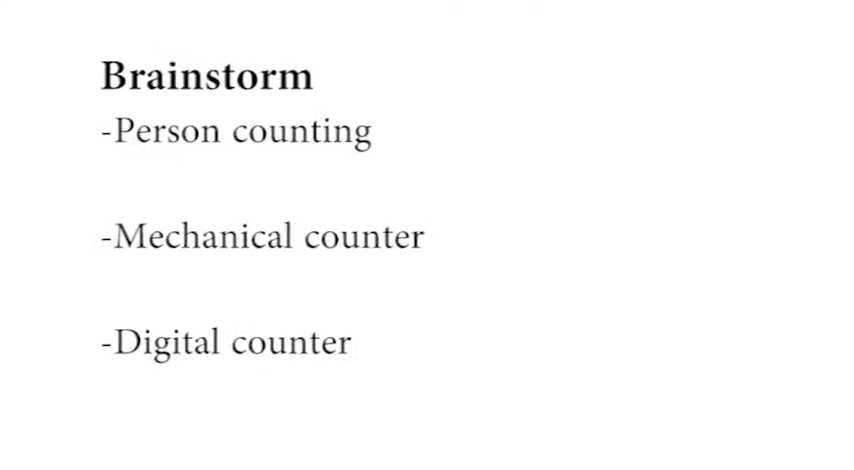 Brainstorm
-Person counting
-Mechanical counter
-Digital counter